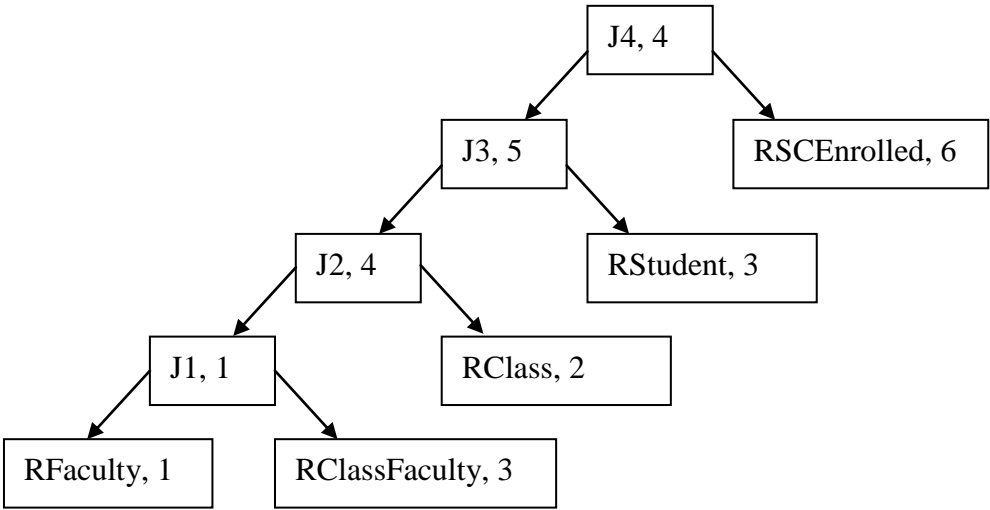 J4, 4
J3, 5
RSCEnrolled, 6
J2, 4
RStudent, 3
J1, 1
RClass, 2
RFaculty, 1
RClassFaculty, 3